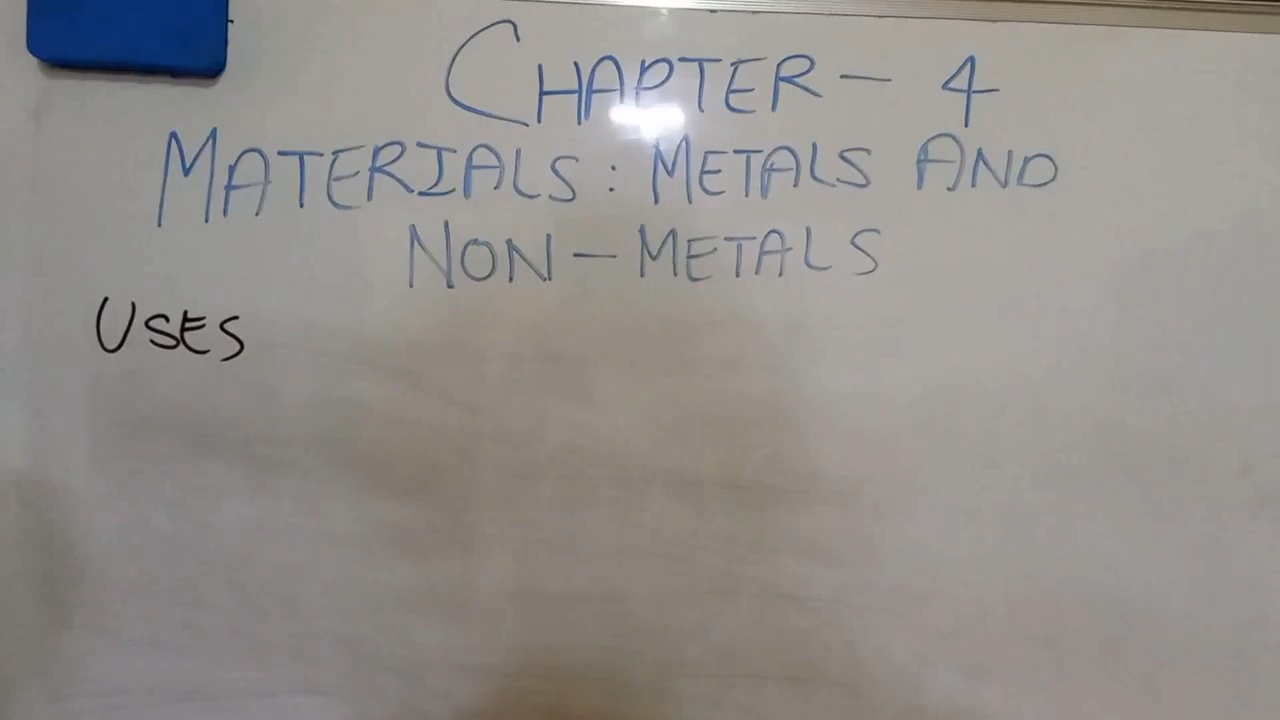 CHAPTER - 4
MATERIALS: METALS AND
NON-METALS
USES